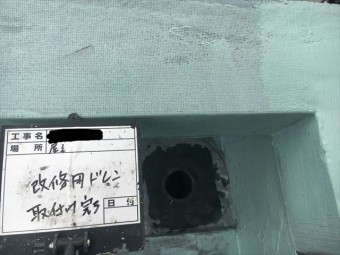 工事名
場所 屋上
改修用ドレン
取付け完了
日付